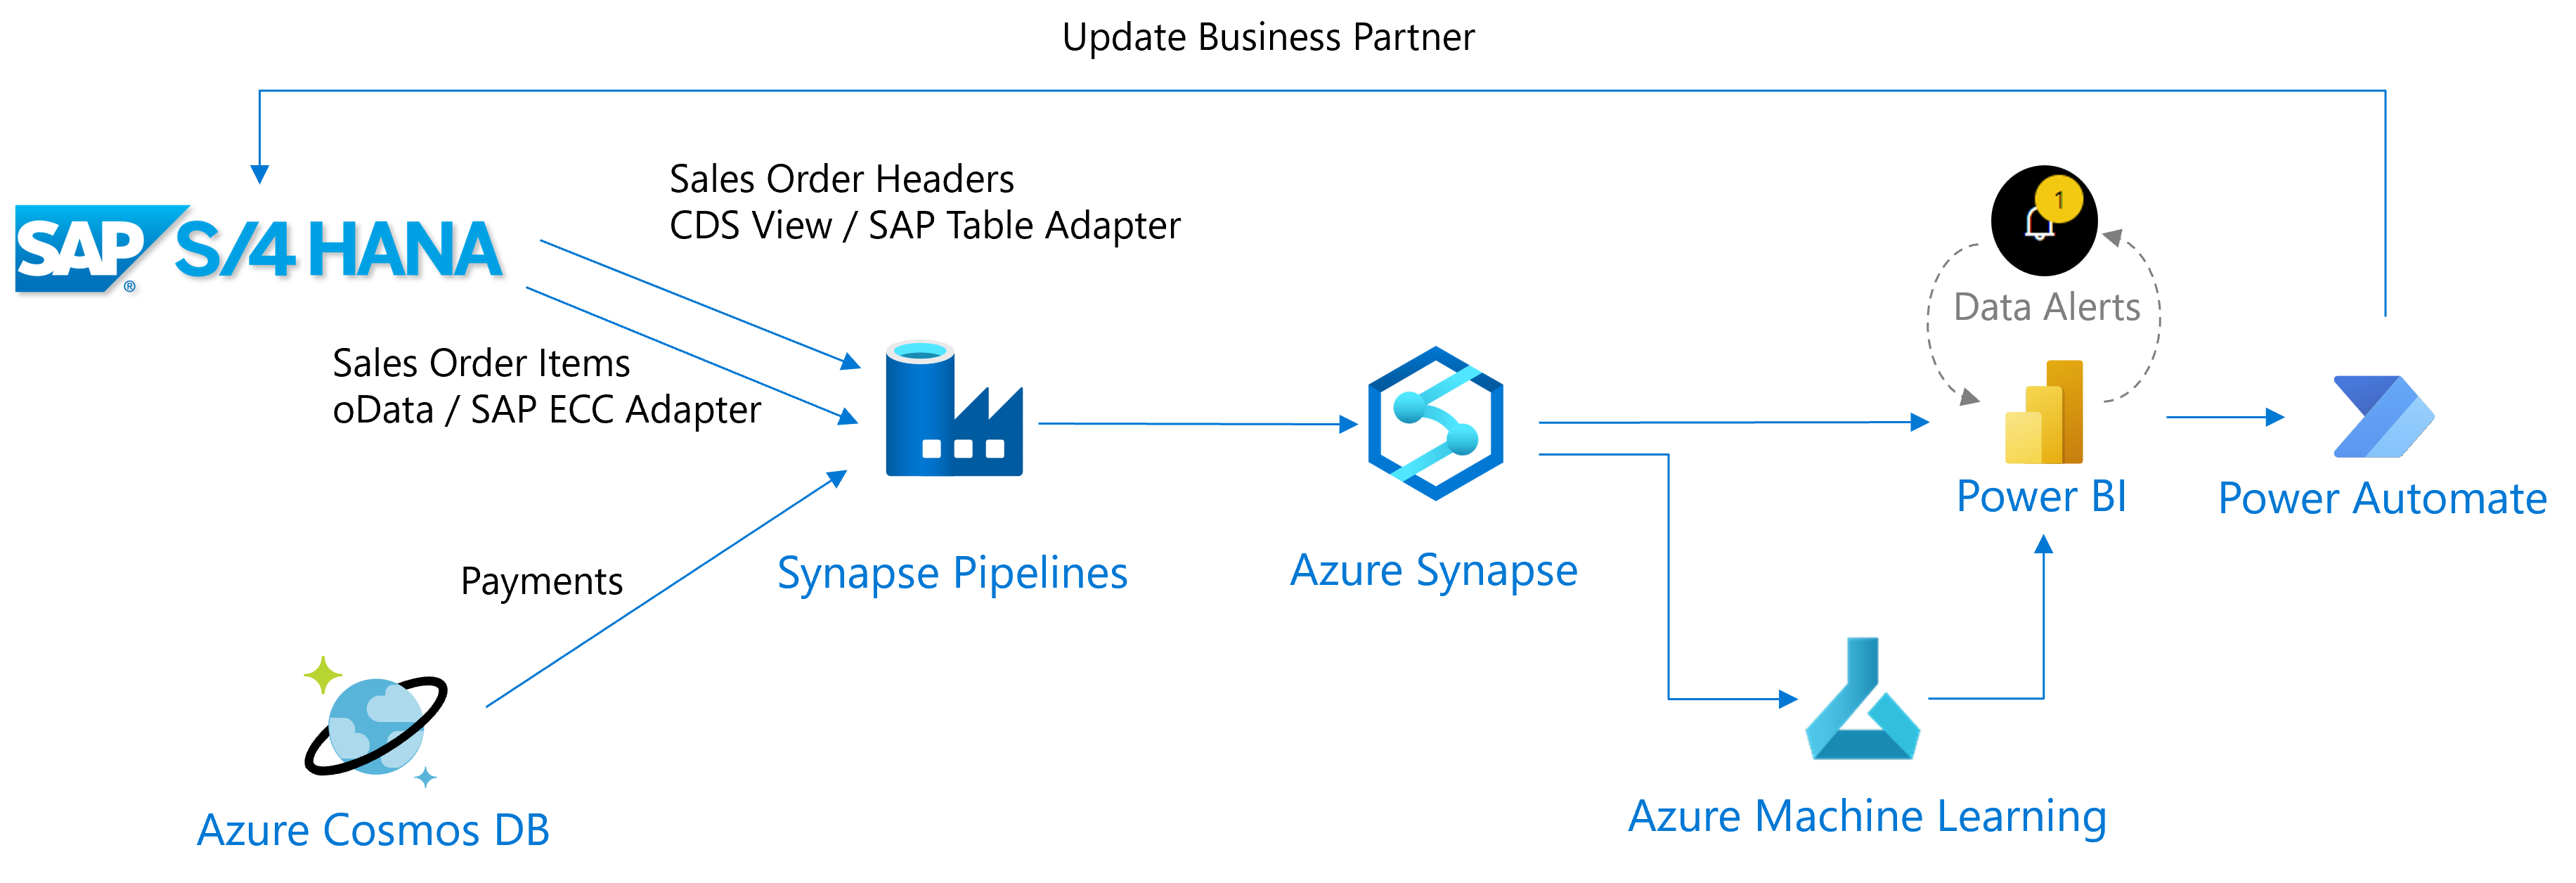 Update Business Partner
Sales Order Headers
CDS View / SAP Table Adapter
SAP S/4 HANA
®
1
Data Alerts
Sales Order Items
oData / SAP ECC Adapter
Power BI
Power Automate
Payments
Synapse Pipelines
Azure Synapse
Azure Cosmos DB
Azure Machine Learning